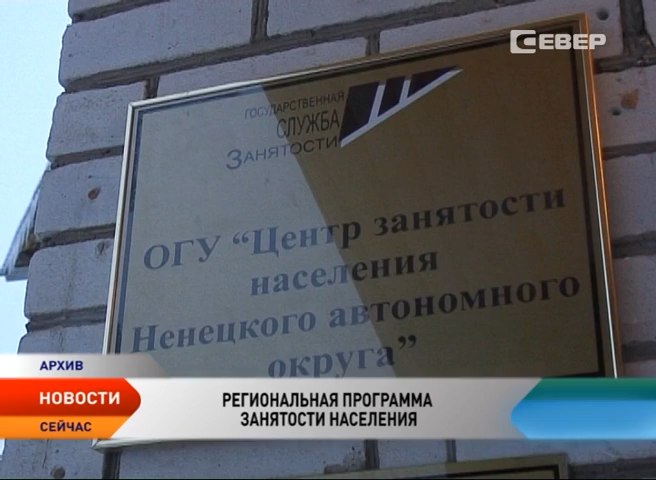 СЕВЕР
ГОСУДАРСТВЕННАЯ
СЛУЖБА
ЗАНЯТОСТИ
ОГУ “Центр занятости
населения
Ненецкого автономного
округа”
АРХИВ
НОВОСТИ
СЕЙЧАС
РЕГИОНАЛЬНАЯ ПРОГРАММА
ЗАНЯТОСТИ НАСЕЛЕНИЯ